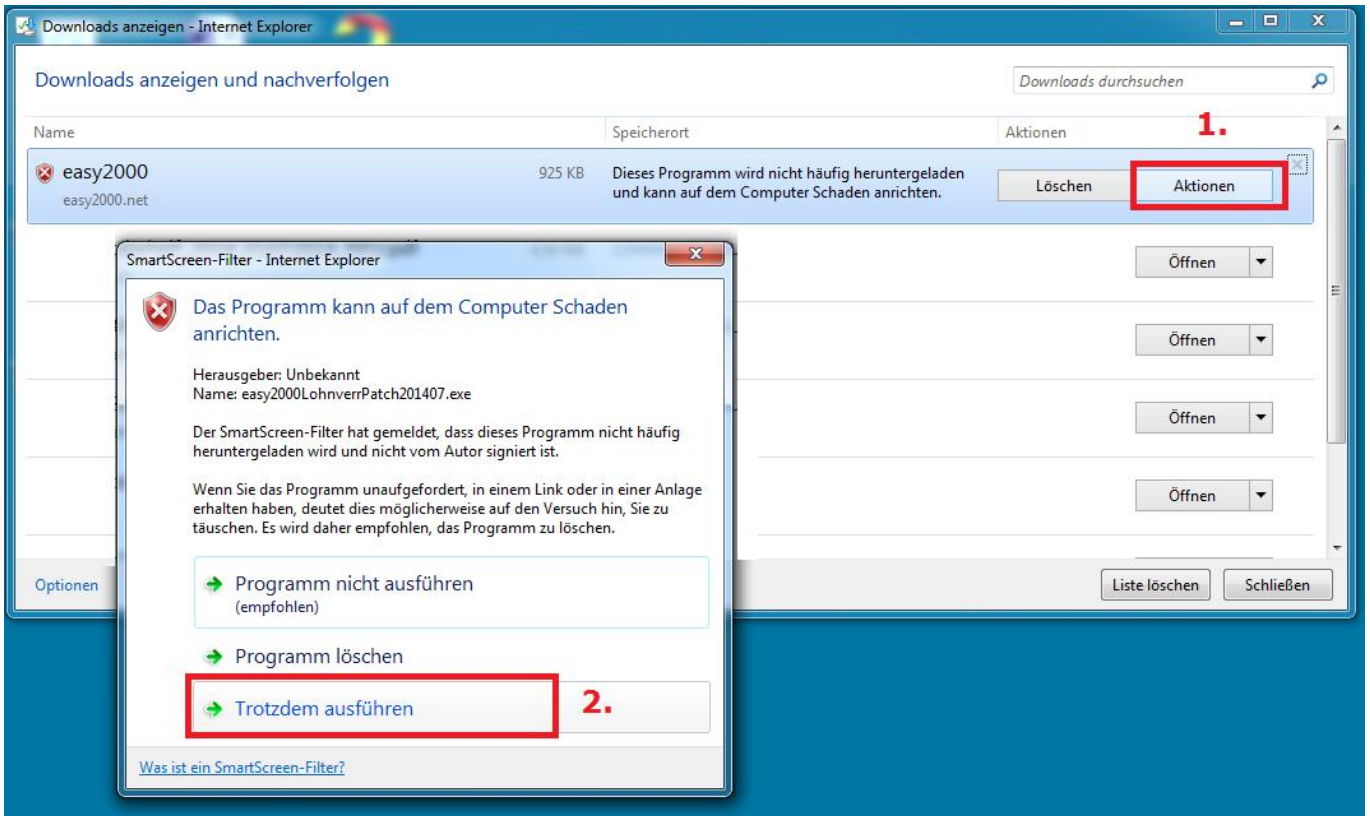 Downloads anzeigen - Internet Explorer
Downloads anzeigen und nachverfolgen
Downloads durchsuchen
Name
Speicherort
Aktionen
1.
easy2000
925 KB
Dieses Programm wird nicht häufig heruntergeladen
und kann auf dem Computer Schaden anrichten.
Löschen
Aktionen
easy2000.net
Öffnen
Öffnen
Öffnen
Öffnen
SmartScreen-Filter - Internet Explorer
Das Programm kann auf dem Computer Schaden
anrichten.
Herausgeber: Unbekannt
Name: easy2000LohnverrPatch201407.exe
Der SmartScreen-Filter hat gemeldet, dass dieses Programm nicht häufig
heruntergeladen wird und nicht vom Autor signiert ist.
Wenn Sie das Programm unaufgefordert, in einem Link oder in einer Anlage
erhalten haben, deutet dies möglicherweise auf den Versuch hin, Sie zu
täuschen. Es wird daher empfohlen, das Programm zu löschen.
Programm nicht ausführen
(empfohlen)
Programm löschen
Trotzdem ausführen
2.
Was ist ein SmartScreen-Filter?
Optionen
Liste löschen
Schließen